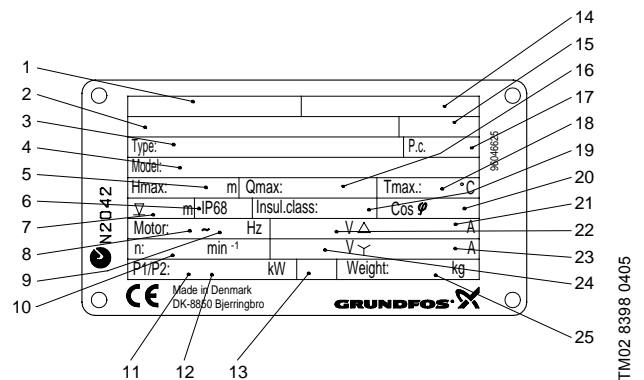 1
2
3
4
5
6
7
8
9
10
11
12
13
14
15
16
17
18
19
20
21
22
23
24
25
Type: P.c.
Model:
Hmax: m Qmax: Tmax.: °C
m IP68 Insul.class: Cos φ
Motor: ~ Hz V △ A
n: min -1 V Y A
P1/P2: kW Weight: kg
CE Made in Denmark
DK-8850 Bjerringbro
GRUNDFOS
N2042
96046625
TM02 8398 0405